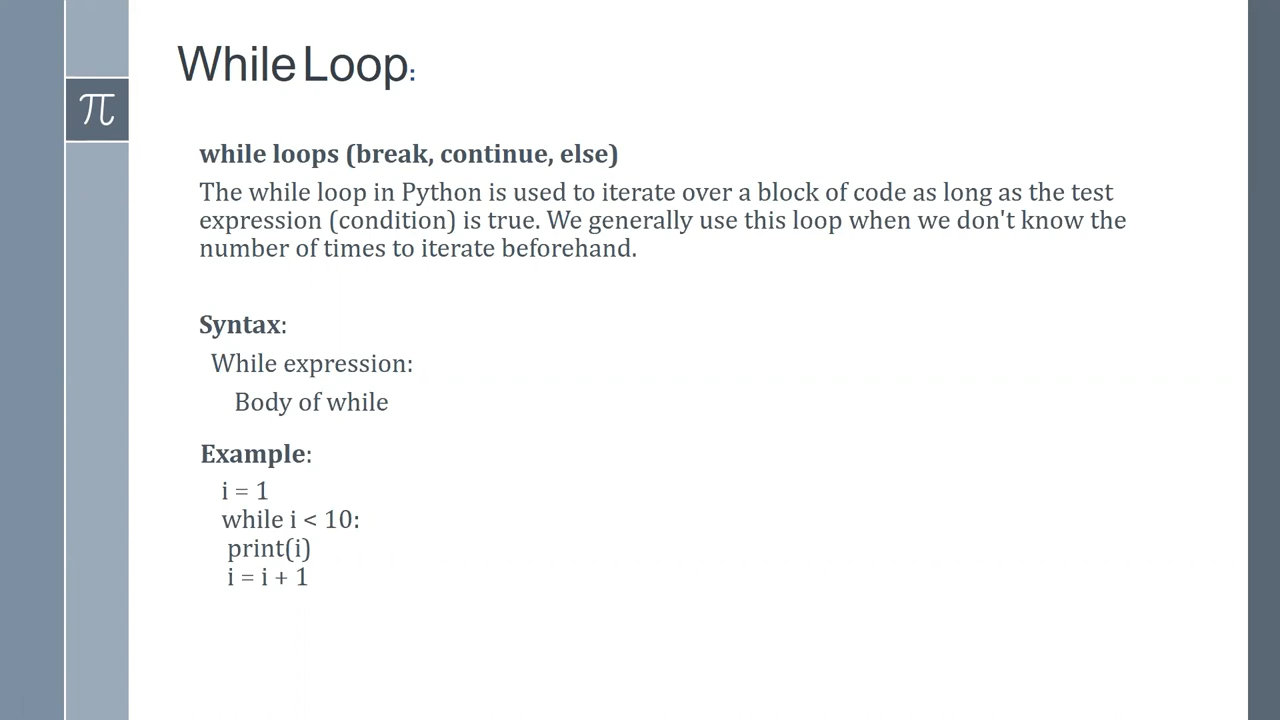 While Loop:
π
while loops (break, continue, else)
The while loop in Python is used to iterate over a block of code as long as the test
expression (condition) is true. We generally use this loop when we don't know the
number of times to iterate beforehand.
Syntax:
While expression:
Body of while
Example:
i = 1
while i < 10:
print(i)
i = i + 1